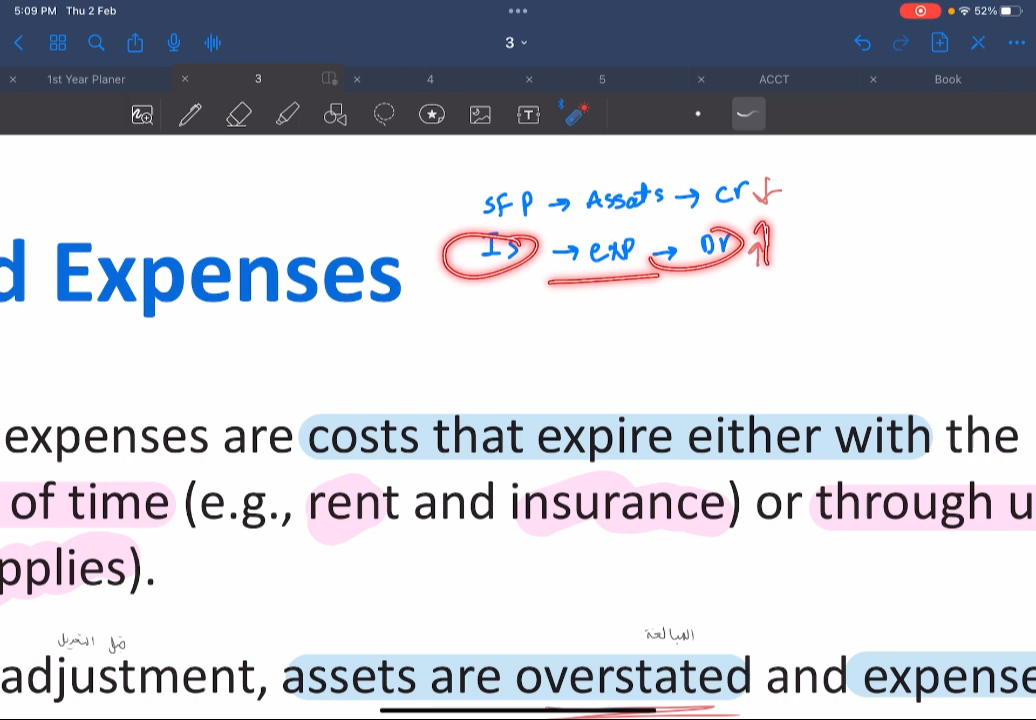 5:09 PM Thu 2 Feb
52%
3
1st Year Planer
3
4
5
ACCT
Book
SFP → Assets → cr ↓
Is → exp → Dr ↑
d Expenses
expenses are costs that expire either with the
of time (e.g., rent and insurance) or through u
pplies).
قبل التعديل
المبالغة
adjustment, assets are overstated and expense